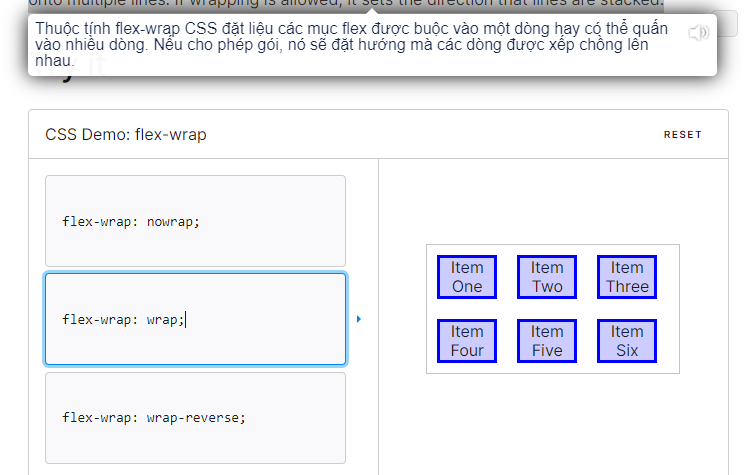 onto multiple lines. If wrapping is allowed, it sets the direction that lines are stacked.
Thuộc tính flex-wrap CSS đặt liệu các mục flex được buộc vào một dòng hay có thể quấn
vào nhiều dòng. Nếu cho phép gói, nó sẽ đặt hướng mà các dòng được xếp chồng lên
nhau.
Try it
CSS Demo: flex-wrap
RESET
flex-wrap: nowrap;
flex-wrap: wrap;
flex-wrap: wrap-reverse;
Item
One
Item
Two
Item
Three
Item
Four
Item
Five
Item
Six